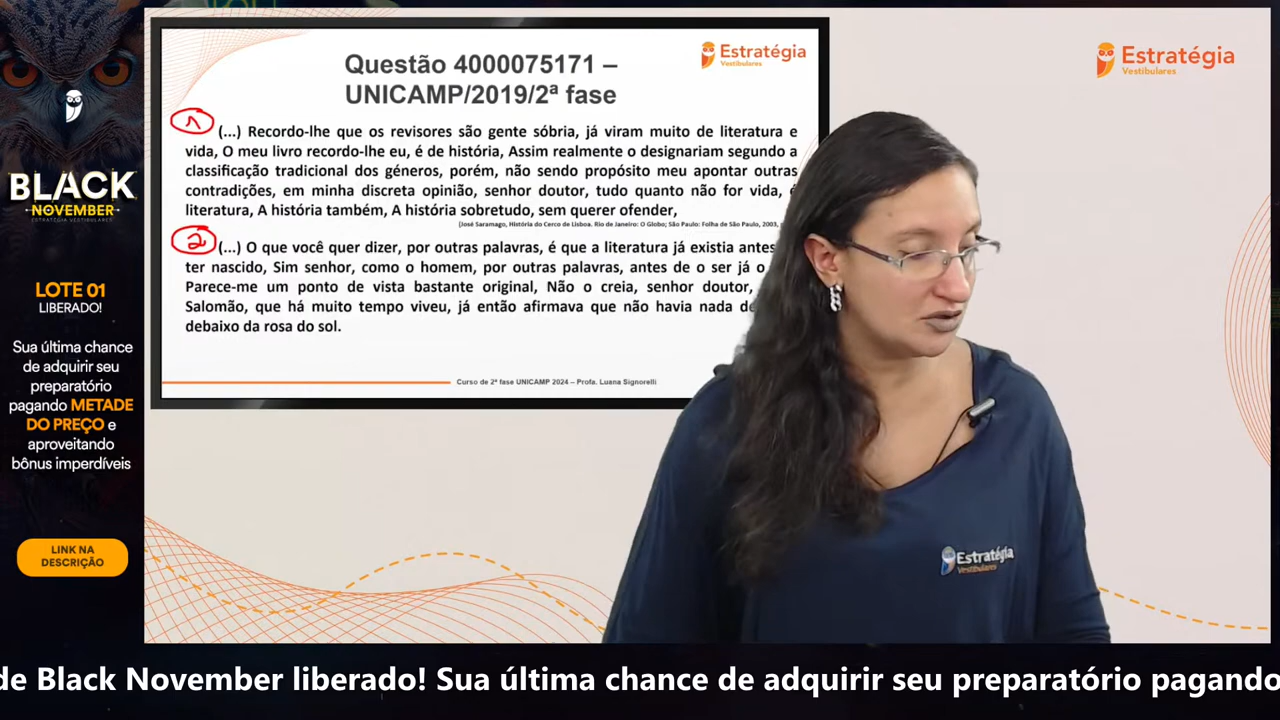 Questão 4000075171 –
UNICAMP/2019/2ª fase
Estratégia
Vestibulares
1
(...) Recordo-lhe que os revisores são gente sóbria, já viram muito de literatura e
vida, O meu livro recordo-lhe eu, é de história, Assim realmente o designariam segundo a
classificação tradicional dos géneros, porém, não sendo propósito meu apontar outras
contradições, em minha discreta opinião, senhor doutor, tudo quanto não for vida, é
literatura, A história também, A história sobretudo, sem querer ofender,
(José Saramago, História do Cerco de Lisboa. Rio de Janeiro: O Globo; São Paulo: Folha de São Paulo, 2003,
2
(...) O que você quer dizer, por outras palavras, é que a literatura já existia antes
ter nascido, Sim senhor, como o homem, por outras palavras, antes de o ser já o
Parece-me um ponto de vista bastante original, Não o creia, senhor doutor,
Salomão, que há muito tempo viveu, já então afirmava que não havia nada de
debaixo da rosa do sol.
Curso de 2ª fase UNICAMP 2024 – Profa. Luana Signorelli
Estratégia
Vestibulares
Estratégia
Vestibulares
BLACK
NOVEMBER
ESTRATÉGIA VESTIBULARES
LOTE 01
LIBERADO!
Sua última chance
de adquirir seu
preparatório
pagando METADE
DO PREÇO e
aproveitando
bônus imperdíveis
LINK NA
DESCRIÇÃO
de Black November liberado! Sua última chance de adquirir seu preparatório pagando